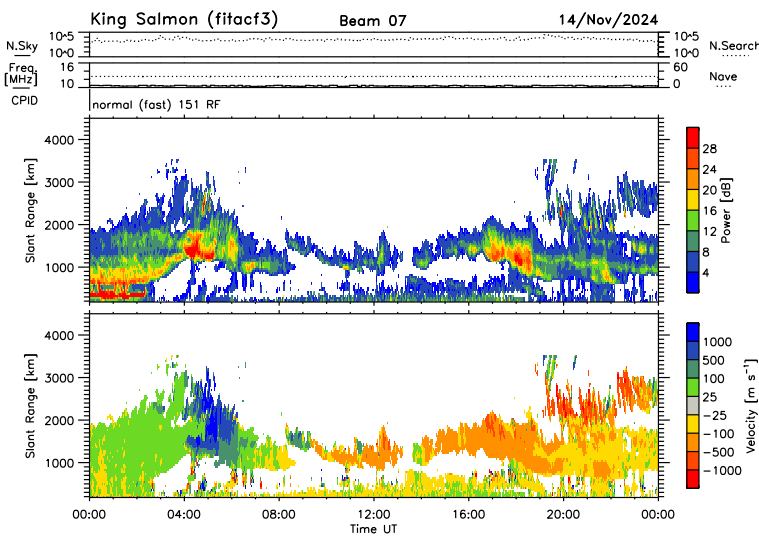 King Salmon (fitacf3) Beam 07 14/Nov/2024
N.Sky 10^5 10^5 N.Search
10^0 10^0
Freq. 16 60 Nave
[MHz] 10 0
CPID normal (fast) 151 RF
4000
3000
2000
1000
Slant Range [km]
28
24
20
16
12
8
4
Power [dB]
4000
3000
2000
1000
Slant Range [km]
1000
500
100
25
-25
-100
-500
-1000
Velocity [m s⁻¹]
00:00 04:00 08:00 12:00 16:00 20:00 00:00
Time UT